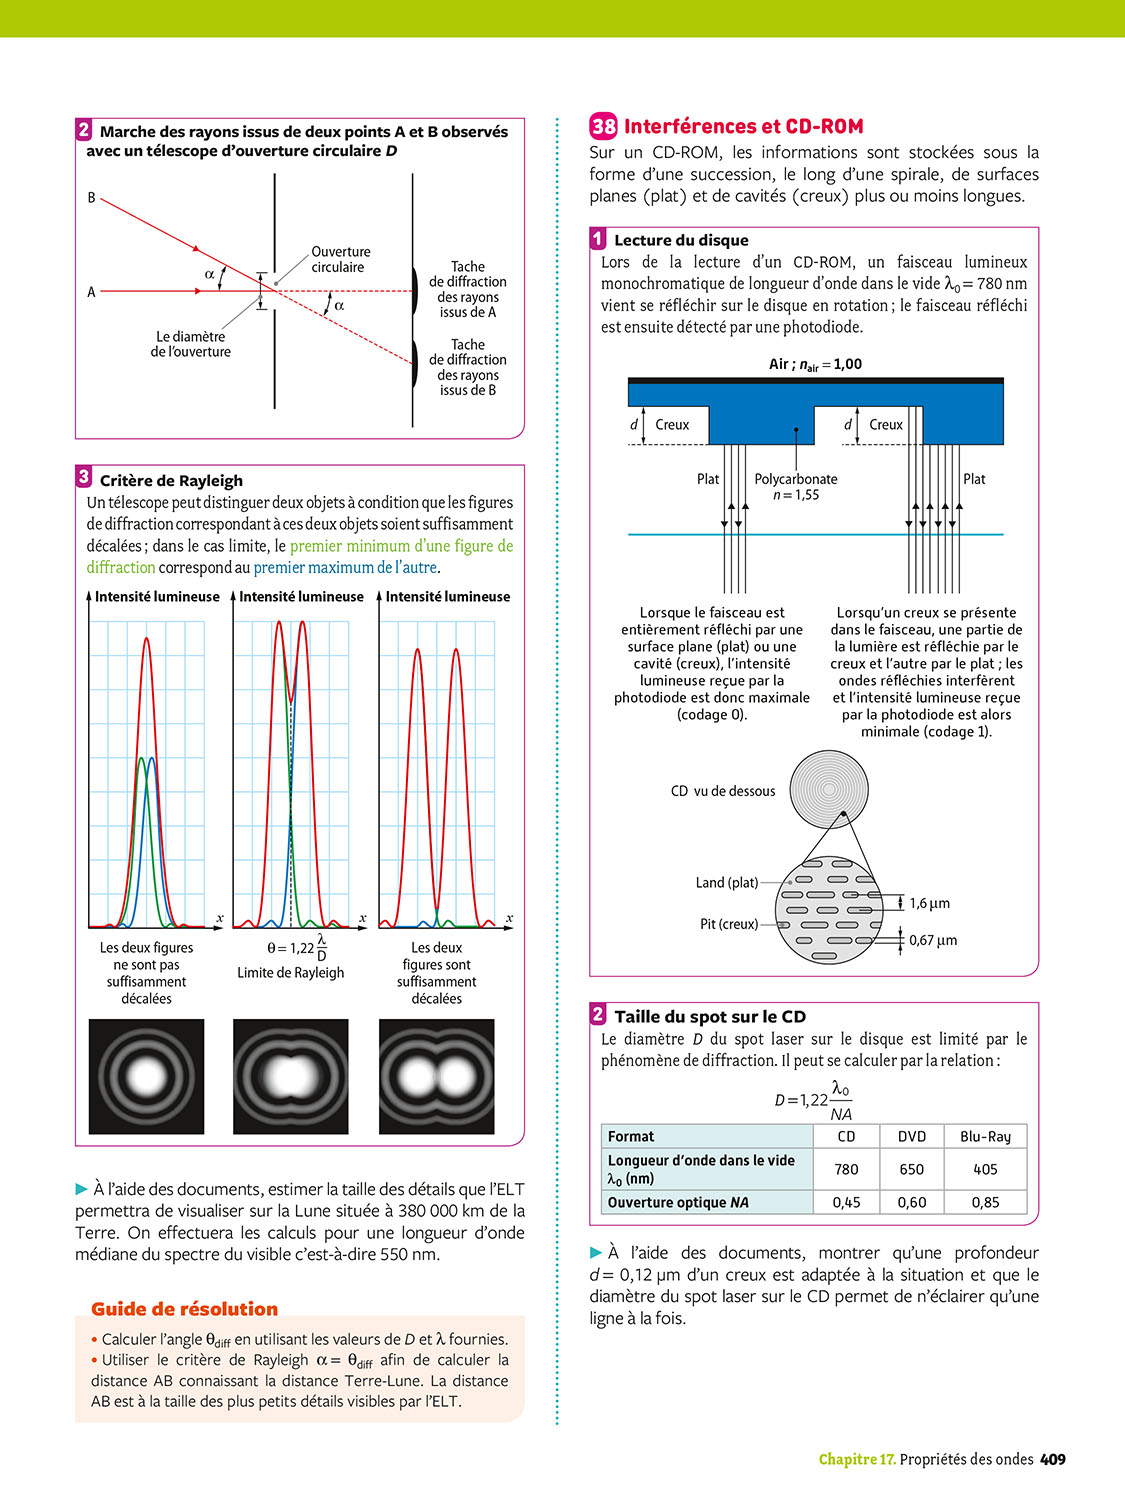 2 Marche des rayons issus de deux points A et B observés
avec un télescope d'ouverture circulaire D
B
α
Ouverture
circulaire
A
α
Le diamètre
de l'ouverture
Tache
de diffraction
des rayons
issus de A
Tache
de diffraction
des rayons
issus de B
3 Critère de Rayleigh
Un télescope peut distinguer deux objets à condition que les figures
de diffraction correspondant à ces deux objets soient suffisamment
décalées ; dans le cas limite, le premier minimum d'une figure de
diffraction correspond au premier maximum de l'autre.
Intensité lumineuse Intensité lumineuse Intensité lumineuse
x x x
Les deux figures
ne sont pas
suffisamment
décalées
θ = 1,22 λ/D
Limite de Rayleigh
Les deux
figures sont
suffisamment
décalées
► À l'aide des documents, estimer la taille des détails que l'ELT
permettra de visualiser sur la Lune située à 380 000 km de la
Terre. On effectuera les calculs pour une longueur d'onde
médiane du spectre du visible c'est-à-dire 550 nm.
Guide de résolution
• Calculer l'angle θdiff en utilisant les valeurs de D et λ fournies.
• Utiliser le critère de Rayleigh α = θdiff afin de calculer la
distance AB connaissant la distance Terre-Lune. La distance
AB est à la taille des plus petits détails visibles par l'ELT.
38 Interférences et CD-ROM
Sur un CD-ROM, les informations sont stockées sous la
forme d'une succession, le long d'une spirale, de surfaces
planes (plat) et de cavités (creux) plus ou moins longues.
1 Lecture du disque
Lors de la lecture d'un CD-ROM, un faisceau lumineux
monochromatique de longueur d'onde dans le vide λ0 = 780 nm
vient se réfléchir sur le disque en rotation ; le faisceau réfléchi
est ensuite détecté par une photodiode.
Air ; nair = 1,00
d Creux d Creux
Plat Polycarbonate Plat
n = 1,55
Lorsque le faisceau est
entièrement réfléchi par une
surface plane (plat) ou une
cavité (creux), l'intensité
lumineuse reçue par la
photodiode est donc maximale
(codage 0).
Lorsqu'un creux se présente
dans le faisceau, une partie de
la lumière est réfléchie par le
creux et l'autre par le plat ; les
ondes réfléchies interfèrent
et l'intensité lumineuse reçue
par la photodiode est alors
minimale (codage 1).
CD vu de dessous
Land (plat)
1,6 µm
Pit (creux)
0,67 µm
2 Taille du spot sur le CD
Le diamètre D du spot laser sur le disque est limité par le
phénomène de diffraction. Il peut se calculer par la relation :
D = 1,22 λ0/NA
Format CD DVD Blu-Ray
Longueur d'onde dans le vide
λ0 (nm) 780 650 405
Ouverture optique NA 0,45 0,60 0,85
► À l'aide des documents, montrer qu'une profondeur
d = 0,12 µm d'un creux est adaptée à la situation et que le
diamètre du spot laser sur le CD permet de n'éclairer qu'une
ligne à la fois.
Chapitre 17. Propriétés des ondes 409